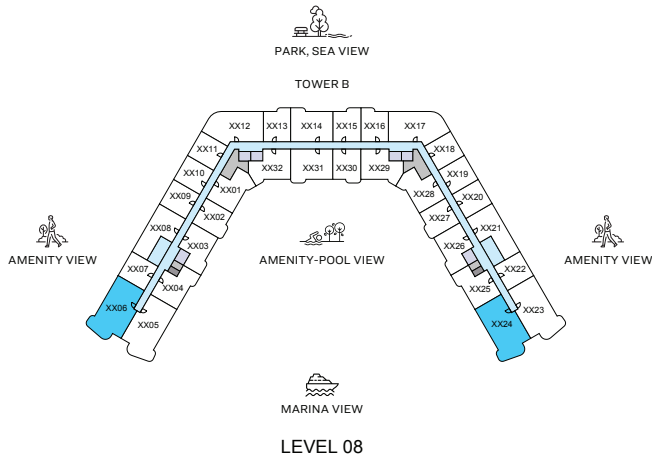 PARK, SEA VIEW
TOWER B
XX12
XX13
XX14
XX15
XX16
XX17
XX11
XX18
XX10
XX32
XX31
XX30
XX29
XX19
XX09
XX01
XX28
XX20
XX08
XX02
XX27
XX21
XX03
XX26
AMENITY VIEW
AMENITY-POOL VIEW
AMENITY VIEW
XX07
XX04
XX25
XX22
XX06
XX05
XX24
XX23
MARINA VIEW
LEVEL 08